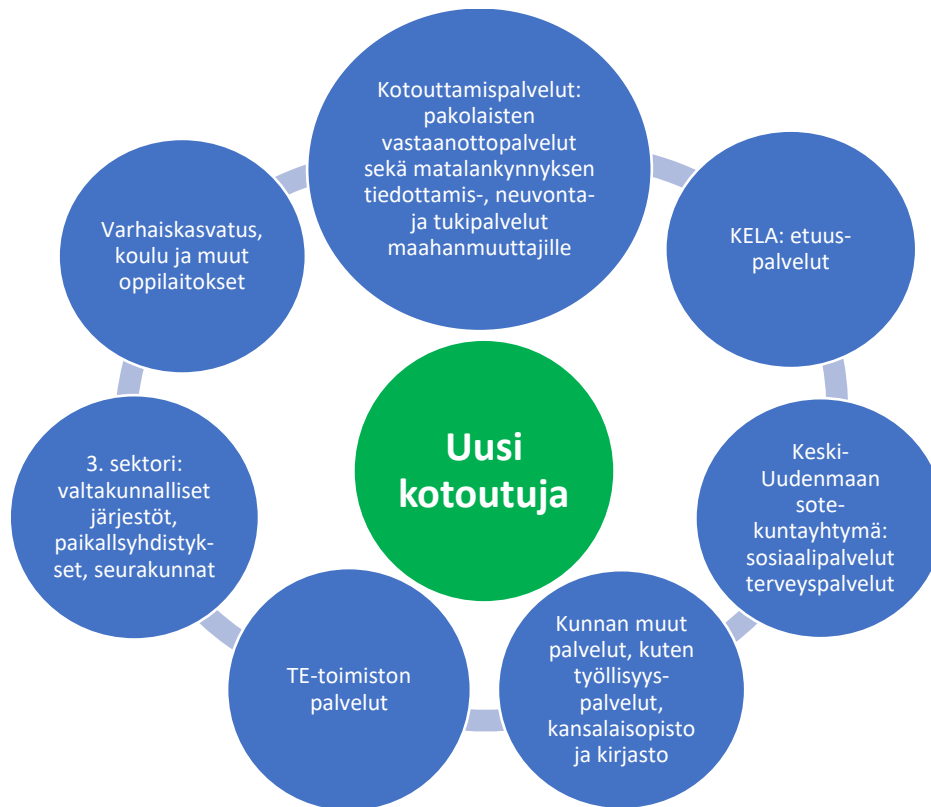 Kotouttamispalvelut:
pakolaisten
vastaanottopalvelut
sekä matalankynnyksen
tiedottamis-, neuvonta-
ja tukipalvelut
maahanmuuttajille
KELA: etuus-
palvelut
Keski-
Uudenmaan
sote-
kuntayhtymä:
sosiaalipalvelut
terveyspalvelut
Kunnan muut
palvelut, kuten
työllisyys-
palvelut,
kansalaisopisto
ja kirjasto
TE-toimiston
palvelut
3. sektori:
valtakunnalliset
järjestöt,
paikallsyhdistyk-
set, seurakunnat
Varhaiskasvatus,
koulu ja muut
oppilaitokset
Uusi
kotoutuja